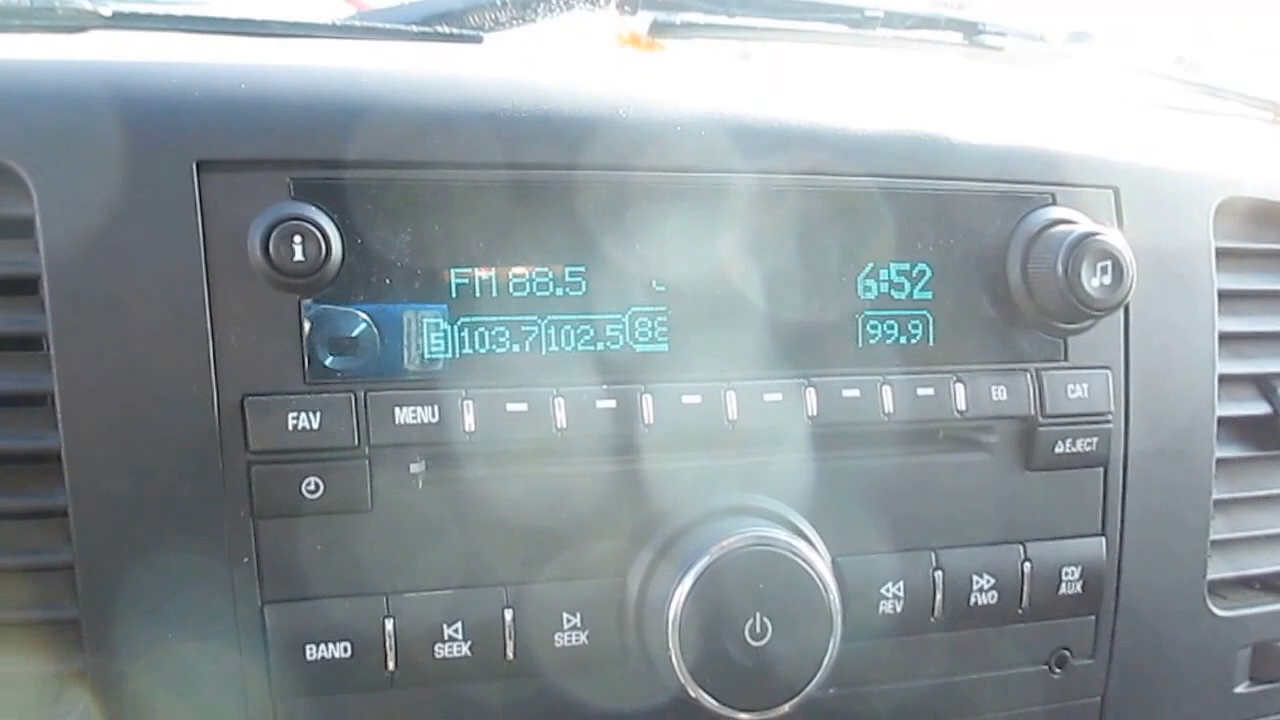 FM 88.5 6:52
5 103.7 102.5 88 99.9
FAV MENU EQ CAT
EJECT
BAND SEEK SEEK REV FWD CD/
AUX